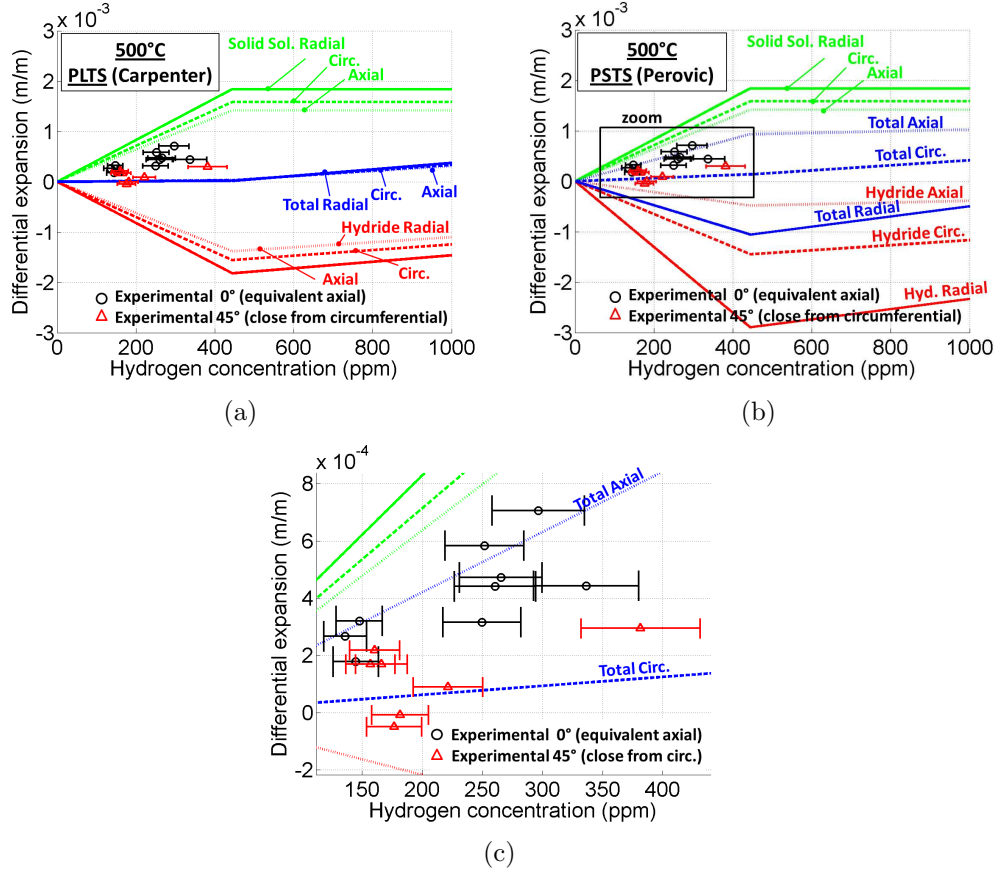 x 10⁻³
3
2
1
0
-1
-2
-3
Differential expansion (m/m)
500°C
PLTS (Carpenter)
Solid Sol. Radial
Circ.
Axial
Total Radial
Circ.
Axial
Hydride Radial
Axial
Circ.
Experimental 0° (equivalent axial)
Experimental 45° (close from circumferential)
0 200 400 600 800 1000
Hydrogen concentration (ppm)
(a)
x 10⁻³
3
2
1
0
-1
-2
-3
Differential expansion (m/m)
500°C
PSTS (Perovic)
Solid Sol. Radial
Circ.
Axial
zoom
Total Axial
Total Circ.
Hydride Axial
Total Radial
Hydride Circ.
Hyd. Radial
Experimental 0° (equivalent axial)
Experimental 45° (close from circumferential)
0 200 400 600 800 1000
Hydrogen concentration (ppm)
(b)
x 10⁻⁴
8
6
4
2
0
-2
Differential expansion (m/m)
Total Axial
Total Circ.
Experimental 0° (equivalent axial)
Experimental 45° (close from circ.)
150 200 250 300 350 400
Hydrogen concentration (ppm)
(c)